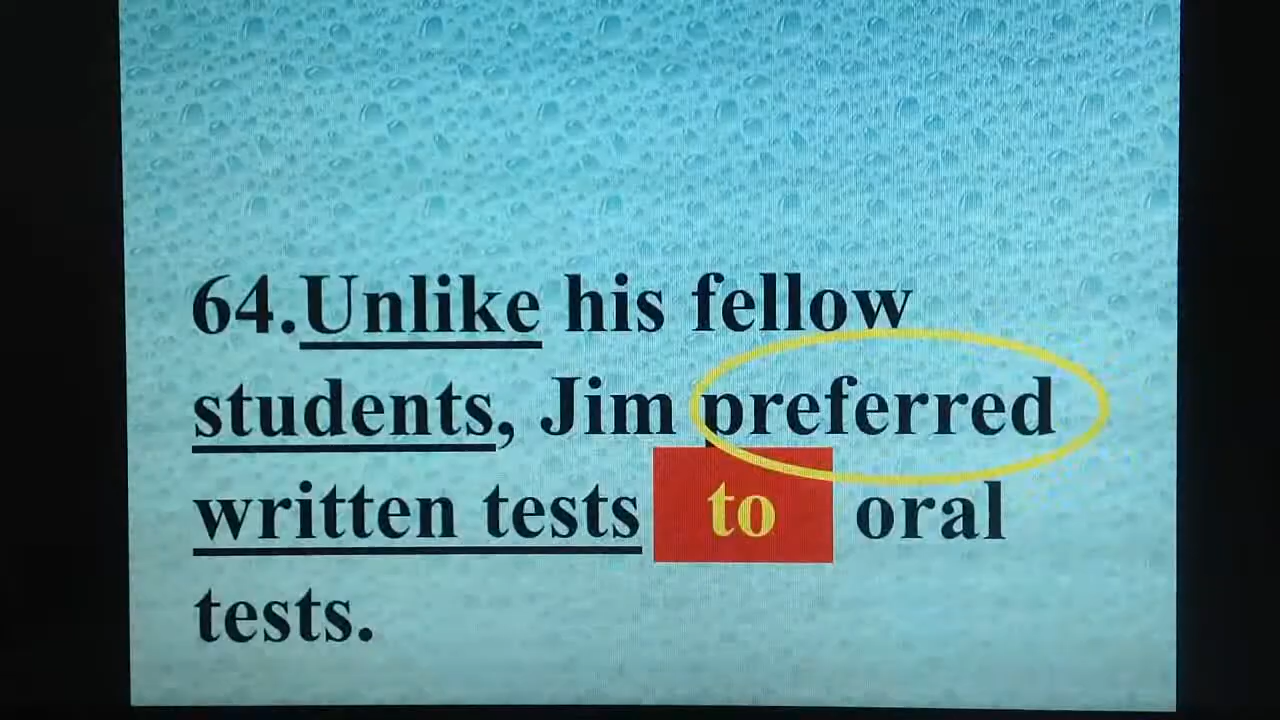 64.Unlike his fellow
students, Jim preferred
written tests to oral
tests.